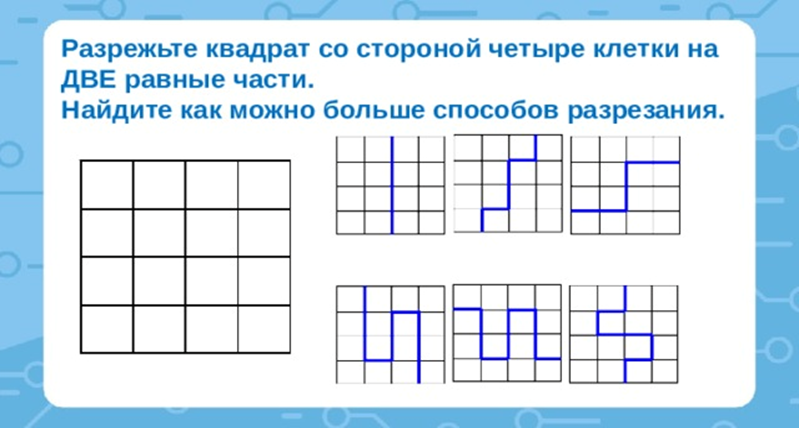 Разрежьте квадрат со стороной четыре клетки на
ДВЕ равные части.
Найдите как можно больше способов разрезания.